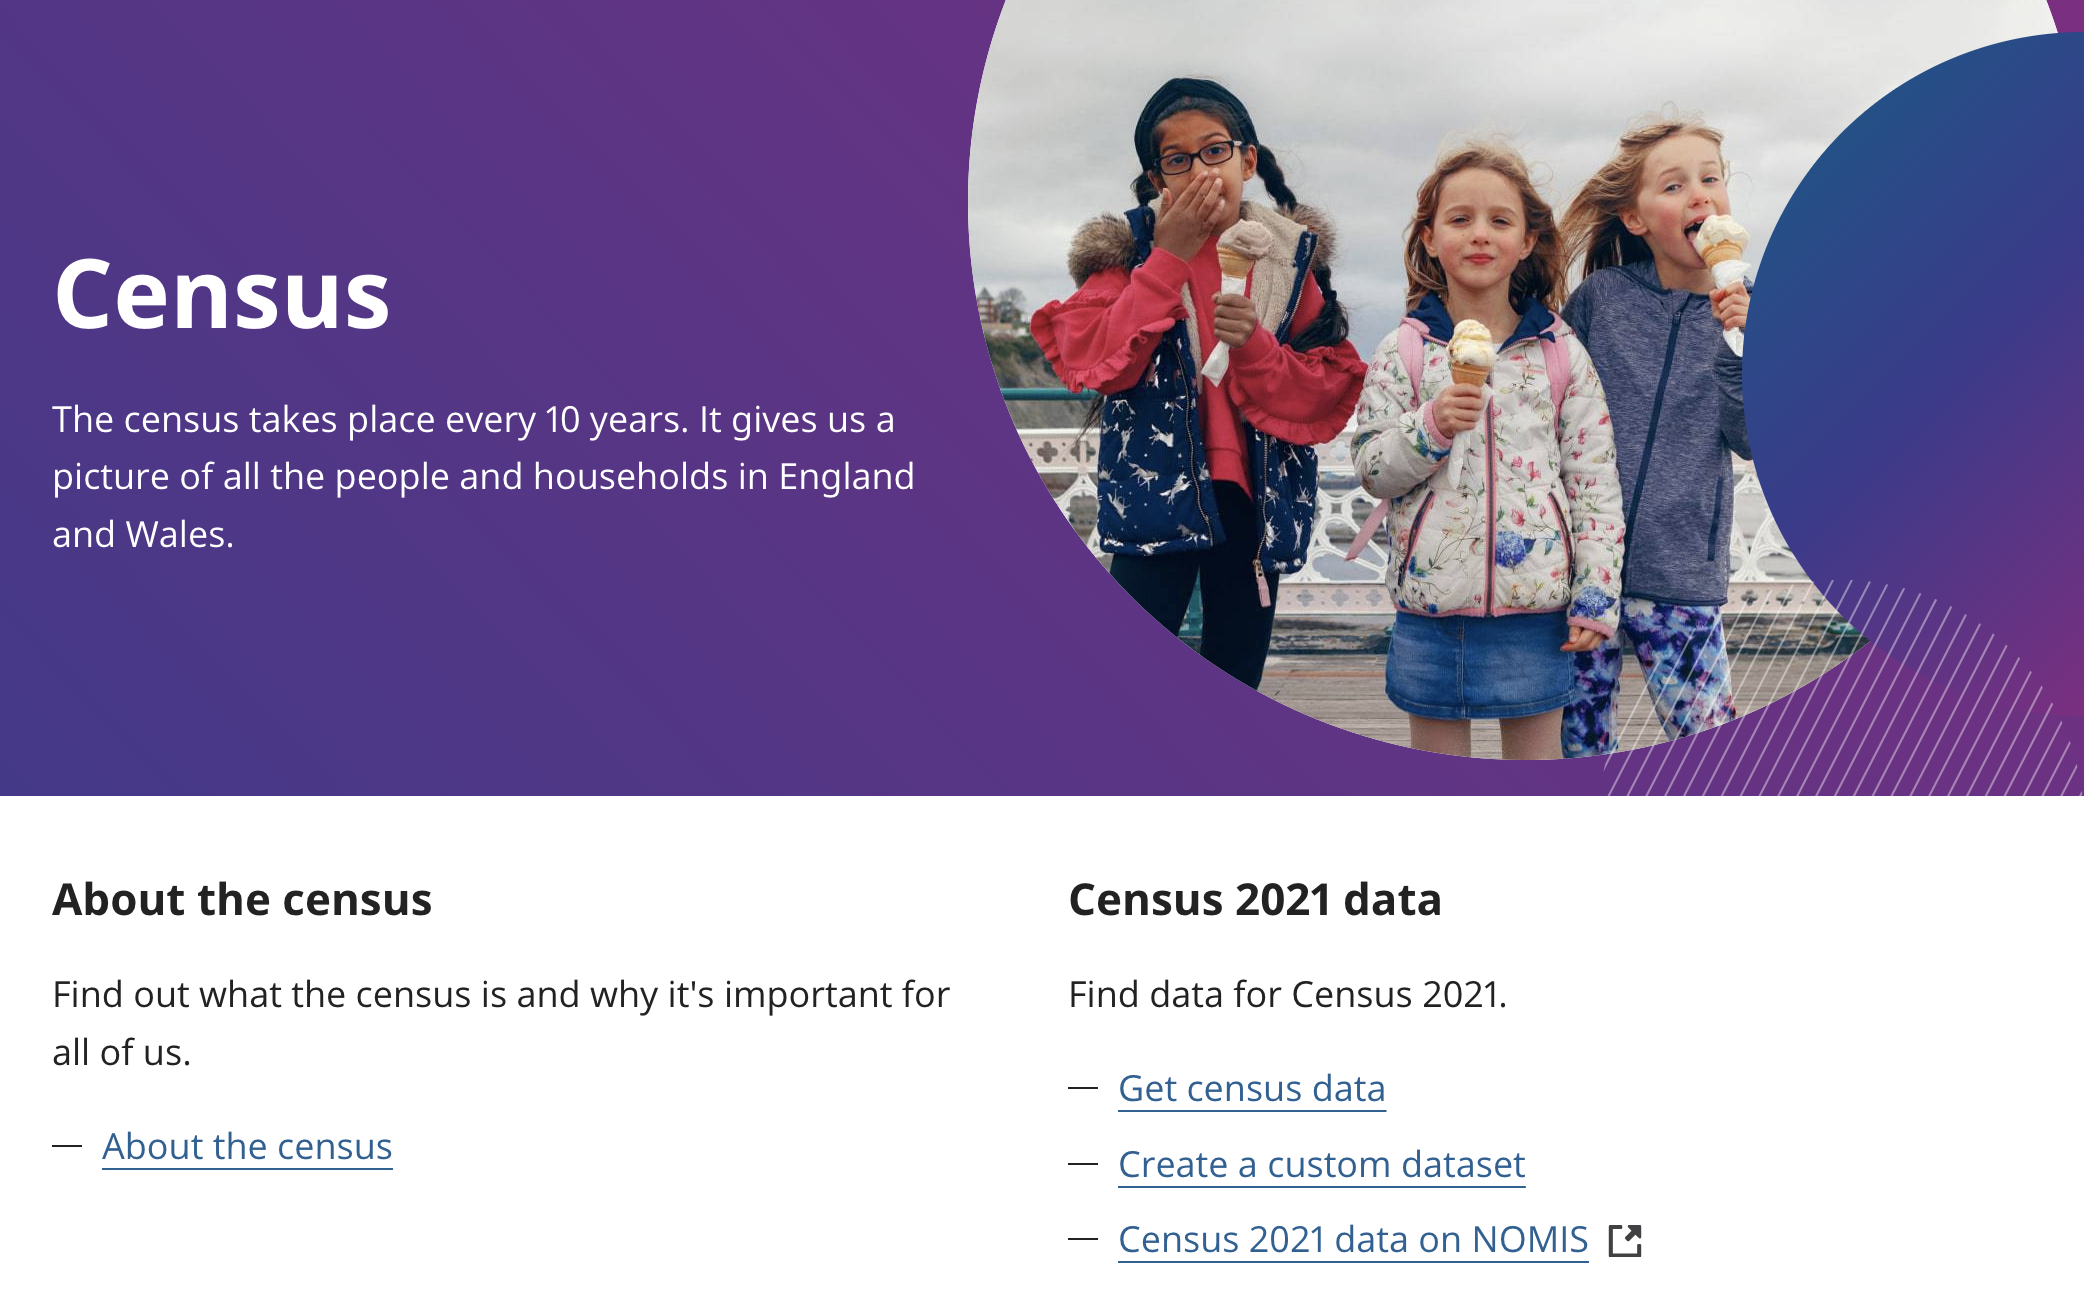 Census
The census takes place every 10 years. It gives us a
picture of all the people and households in England
and Wales.
About the census
Find out what the census is and why it's important for
all of us.
— About the census
Census 2021 data
Find data for Census 2021.
— Get census data
— Create a custom dataset
— Census 2021 data on NOMIS